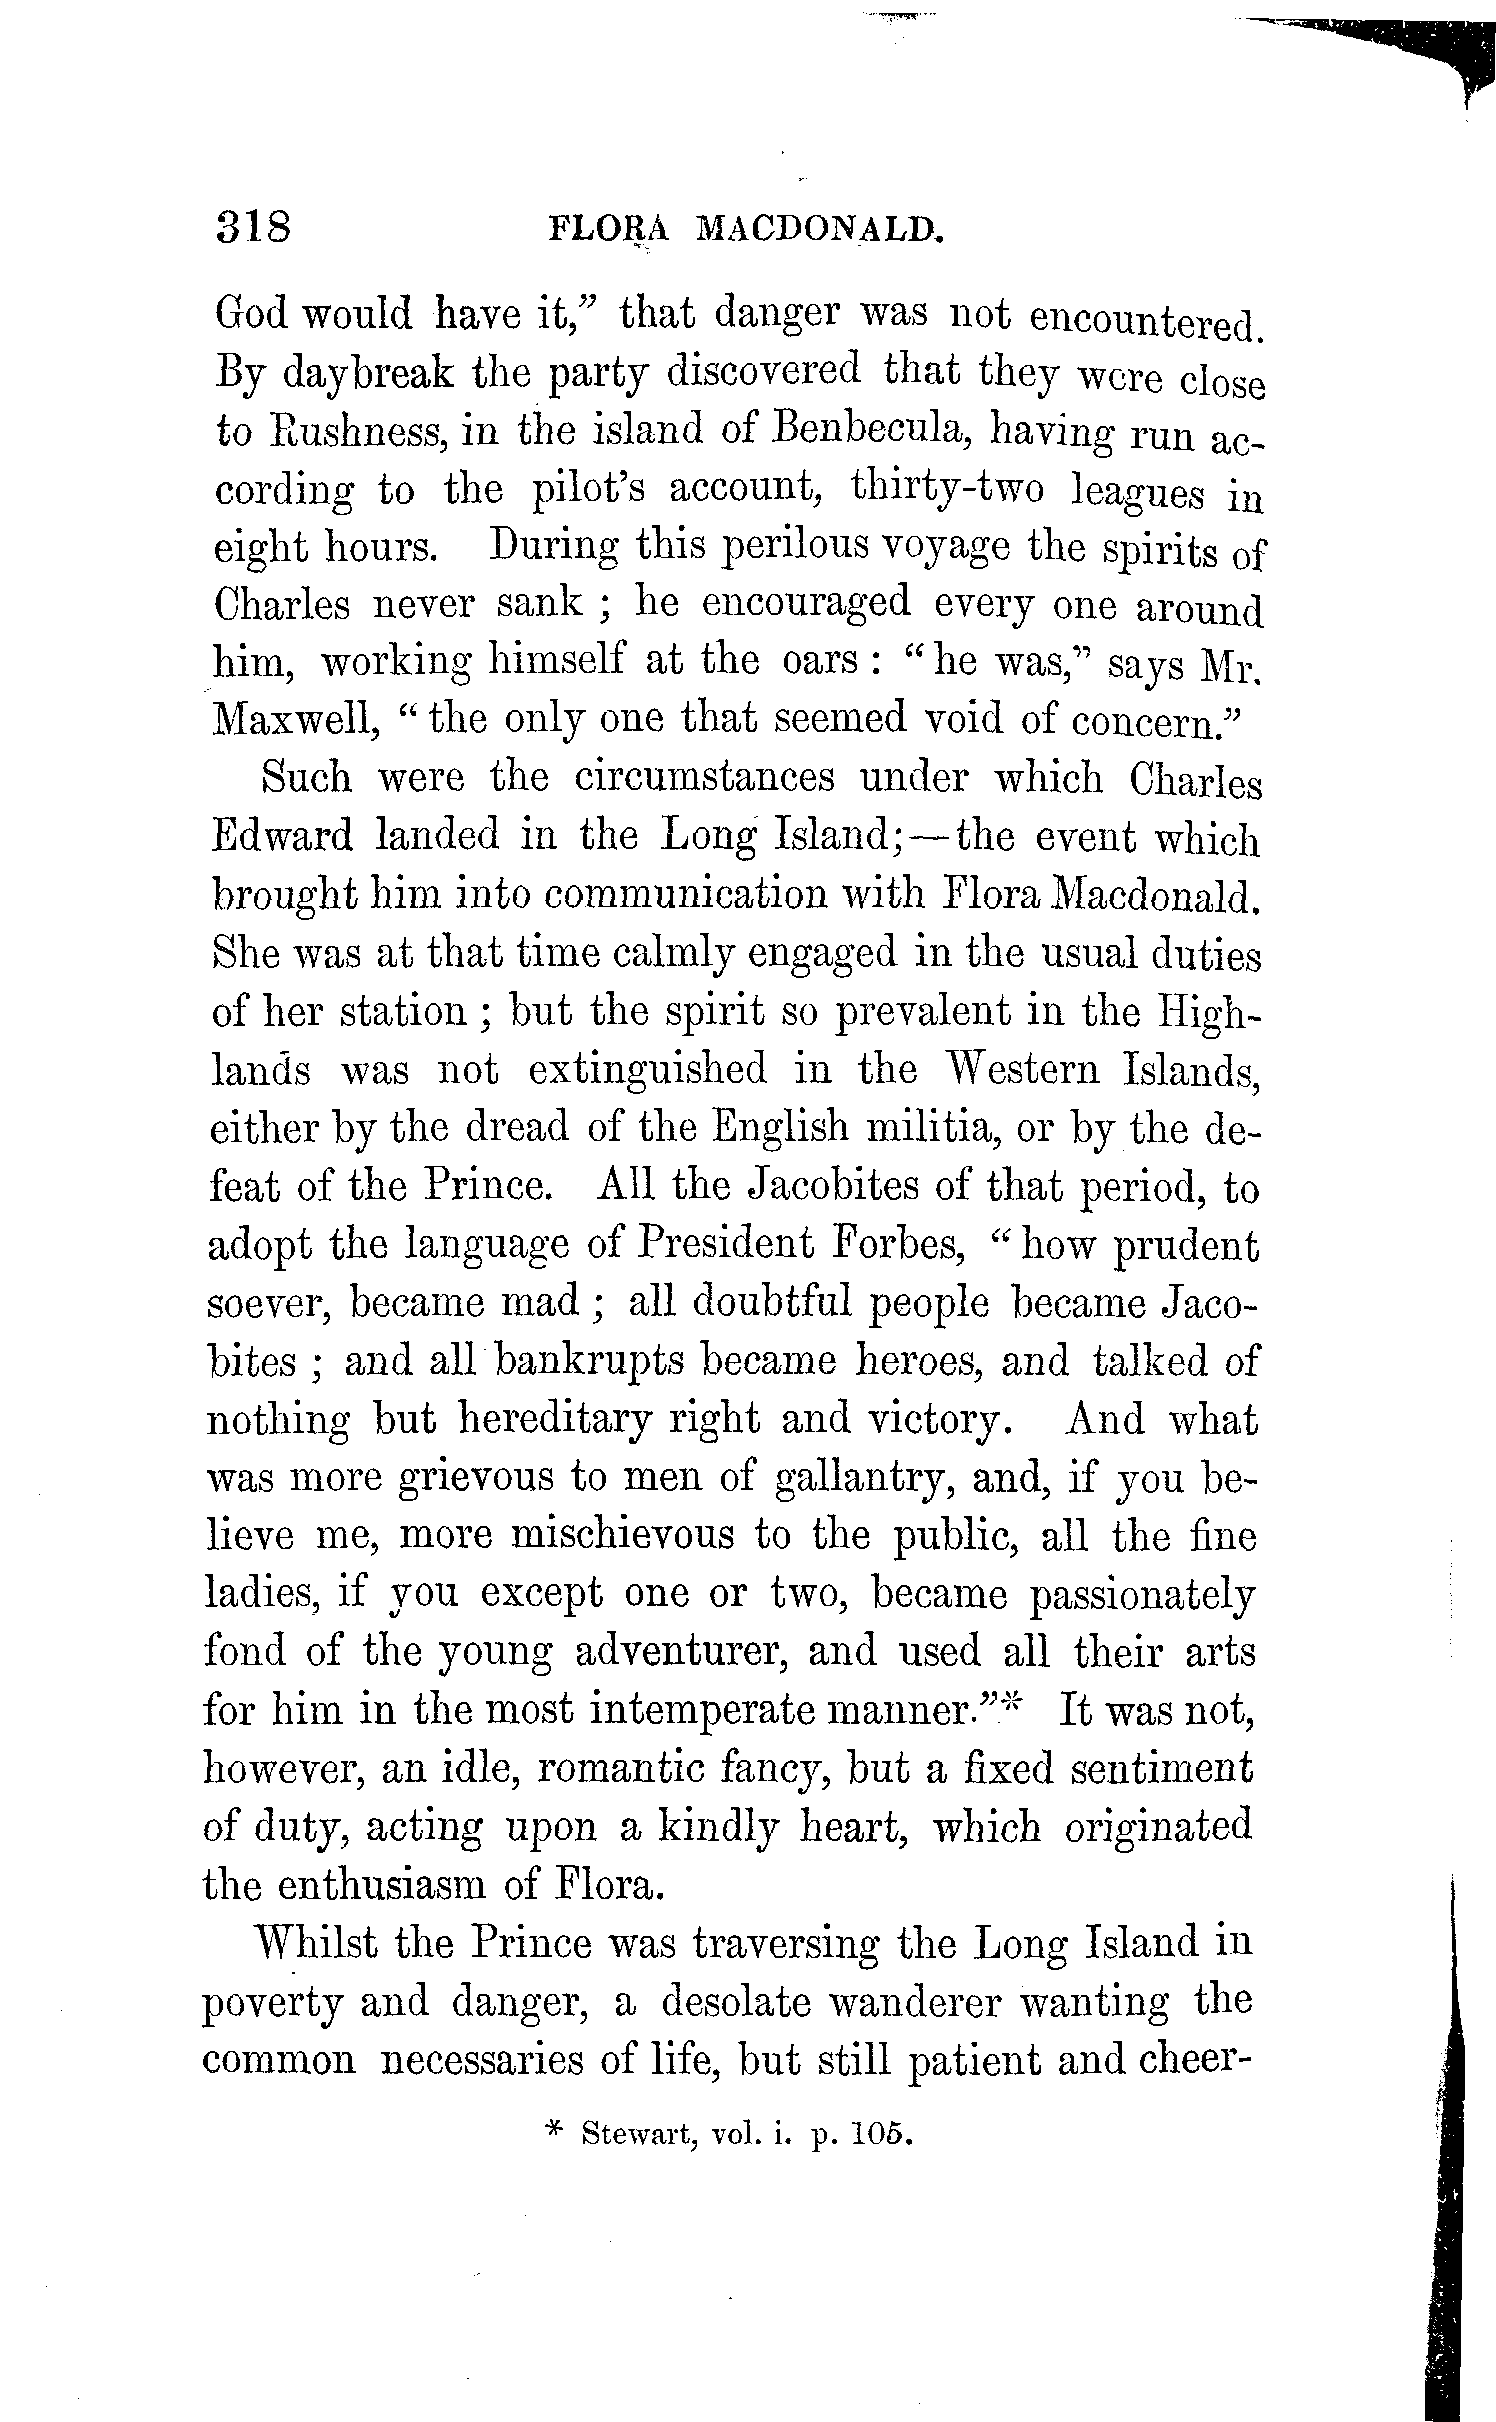 318 FLORA MACDONALD.
God would have it,” that danger was not encountered.
By daybreak the party discovered that they were close
to Rushness, in the island of Benbecula, having run ac-
cording to the pilot’s account, thirty-two leagues in
eight hours. During this perilous voyage the spirits of
Charles never sank ; he encouraged every one around
him, working himself at the oars : “ he was,” says Mr.
Maxwell, “ the only one that seemed void of concern.”
Such were the circumstances under which Charles
Edward landed in the Long Island;—the event which
brought him into communication with Flora Macdonald.
She was at that time calmly engaged in the usual duties
of her station ; but the spirit so prevalent in the High-
lands was not extinguished in the Western Islands,
either by the dread of the English militia, or by the de-
feat of the Prince. All the Jacobites of that period, to
adopt the language of President Forbes, “ how prudent
soever, became mad ; all doubtful people became Jaco-
bites ; and all bankrupts became heroes, and talked of
nothing but hereditary right and victory. And what
was more grievous to men of gallantry, and, if you be-
lieve me, more mischievous to the public, all the fine
ladies, if you except one or two, became passionately
fond of the young adventurer, and used all their arts
for him in the most intemperate manner.”* It was not,
however, an idle, romantic fancy, but a fixed sentiment
of duty, acting upon a kindly heart, which originated
the enthusiasm of Flora.
Whilst the Prince was traversing the Long Island in
poverty and danger, a desolate wanderer wanting the
common necessaries of life, but still patient and cheer-
* Stewart, vol. i. p. 105.